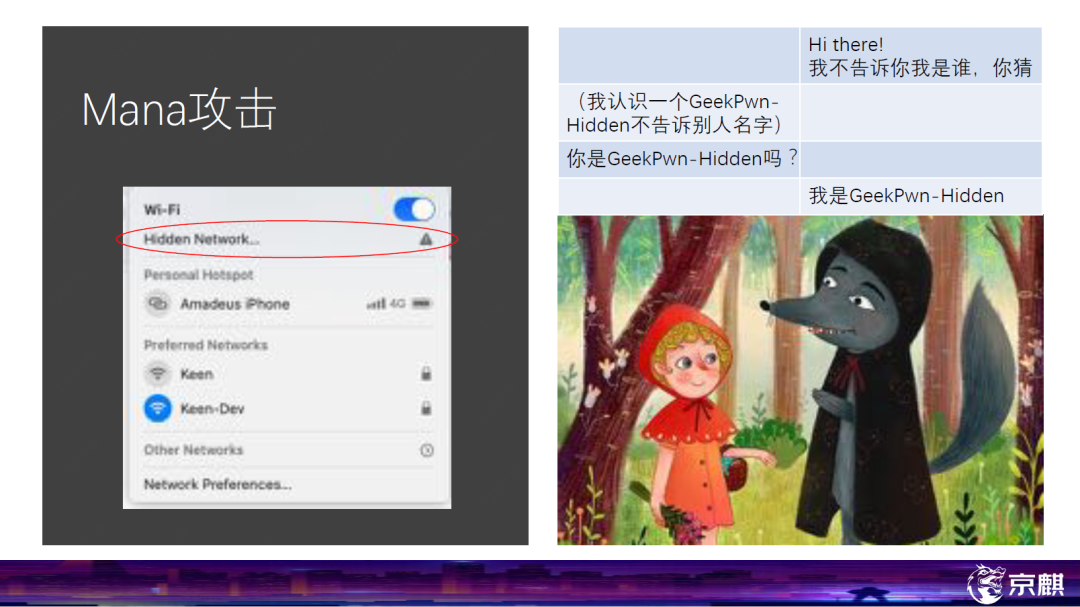 Mana攻击
Wi-Fi
Hidden Network...
Personal Hotspot
Amadeus iPhone
4G
Preferred Networks
Keen
Keen-Dev
Other Networks
Network Preferences...
Hi there!
我不告诉你我是谁，你猜
（我认识一个GeekPwn-
Hidden不告诉别人名字）
你是GeekPwn-Hidden吗？
我是GeekPwn-Hidden
京麒